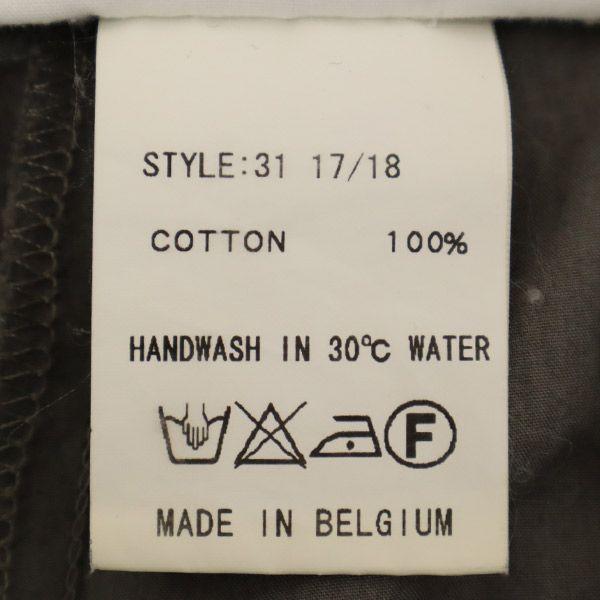 STYLE:31 17/18
COTTON 100%
HANDWASH IN 30℃ WATER
F
MADE IN BELGIUM